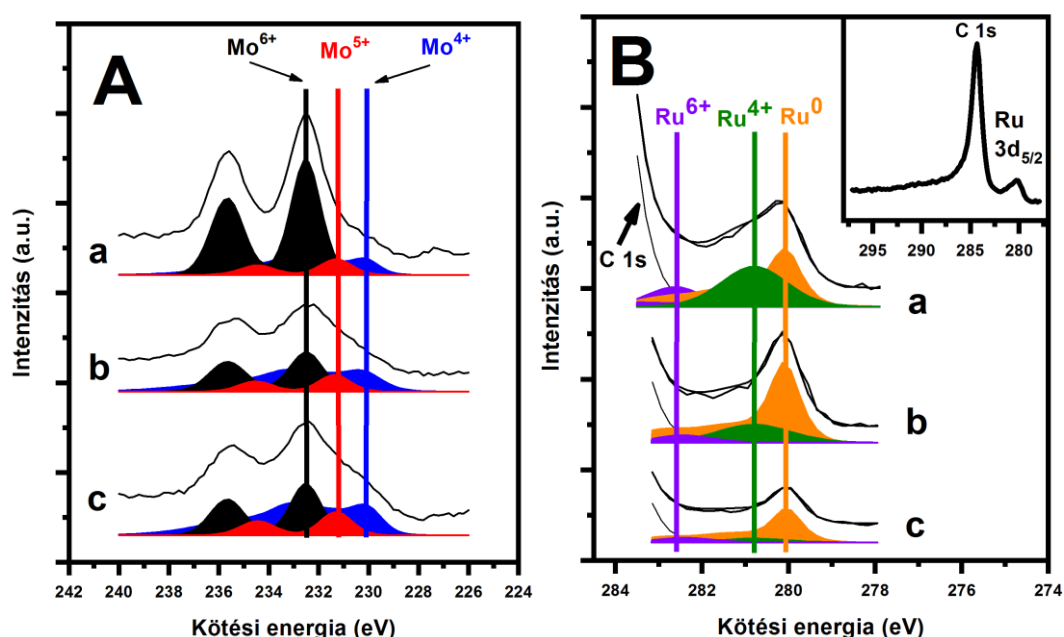 A
Mo6+
Mo5+
Mo4+
a
b
c
Intenzitás (a.u.)
242 240 238 236 234 232 230 228 226 224
Kötési energia (eV)
B
Ru6+
Ru4+
Ru0
C 1s
a
b
c
Intenzitás (a.u.)
284 282 280 278 276 274
Kötési energia (eV)
C 1s
Ru
3d5/2
295 290 285 280